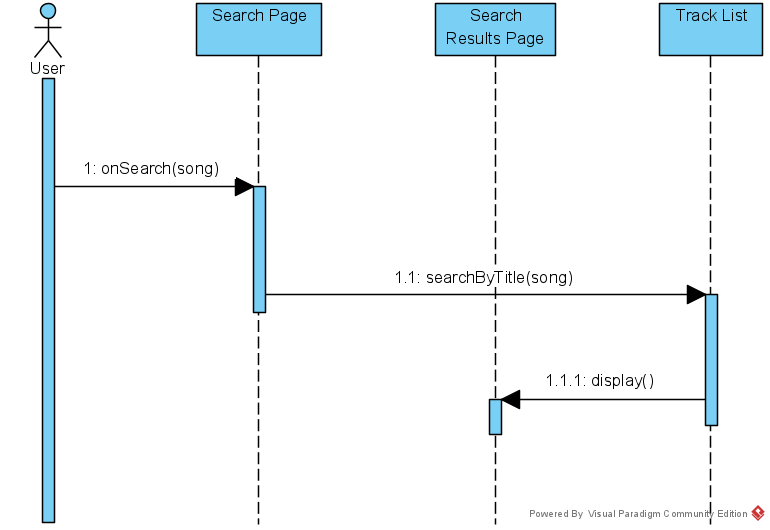 Search Page
Search
Results Page
Track List
User
1: onSearch(song)
1.1: searchByTitle(song)
1.1.1: display()
Powered By Visual Paradigm Community Edition